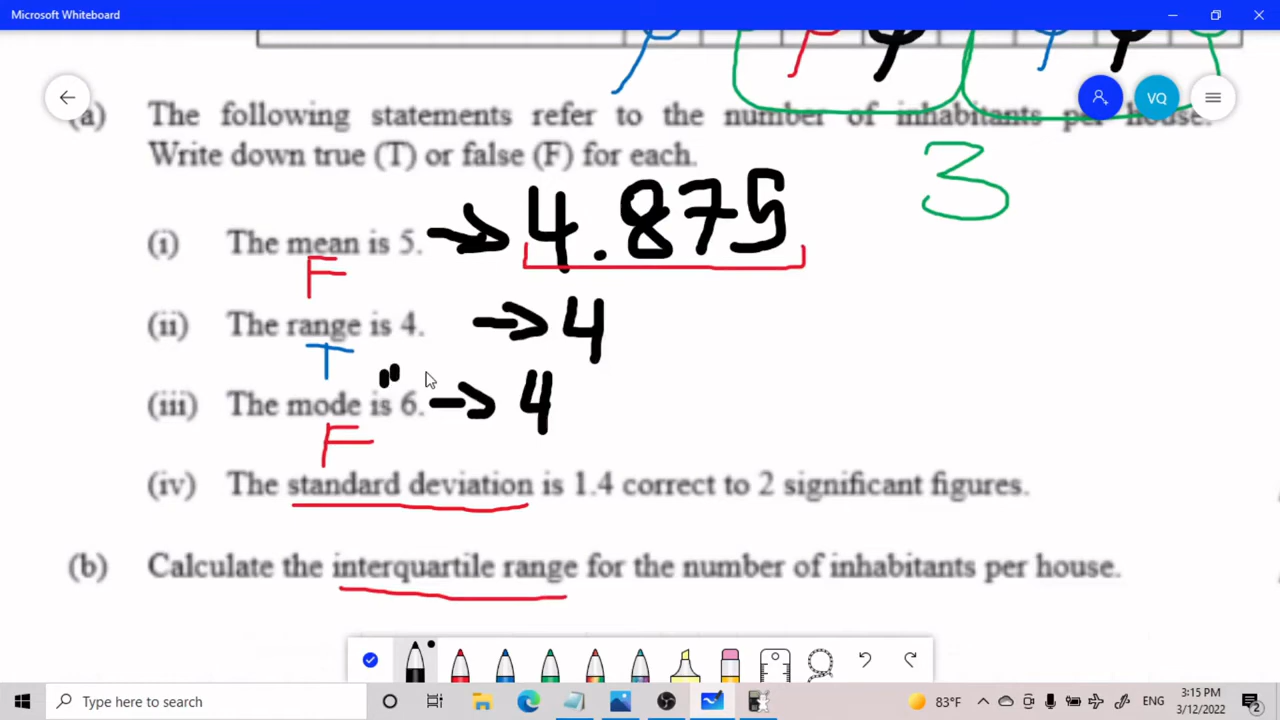 Microsoft Whiteboard
VQ
(a) The following statements refer to the number of inhabitants per house.
Write down true (T) or false (F) for each.
3
(i) The mean is 5. → 4.875
F
(ii) The range is 4. → 4
T
(iii) The mode is 6. → 4
F
(iv) The standard deviation is 1.4 correct to 2 significant figures.
(b) Calculate the interquartile range for the number of inhabitants per house.
Type here to search
83°F
ENG
3:15 PM
3/12/2022
2